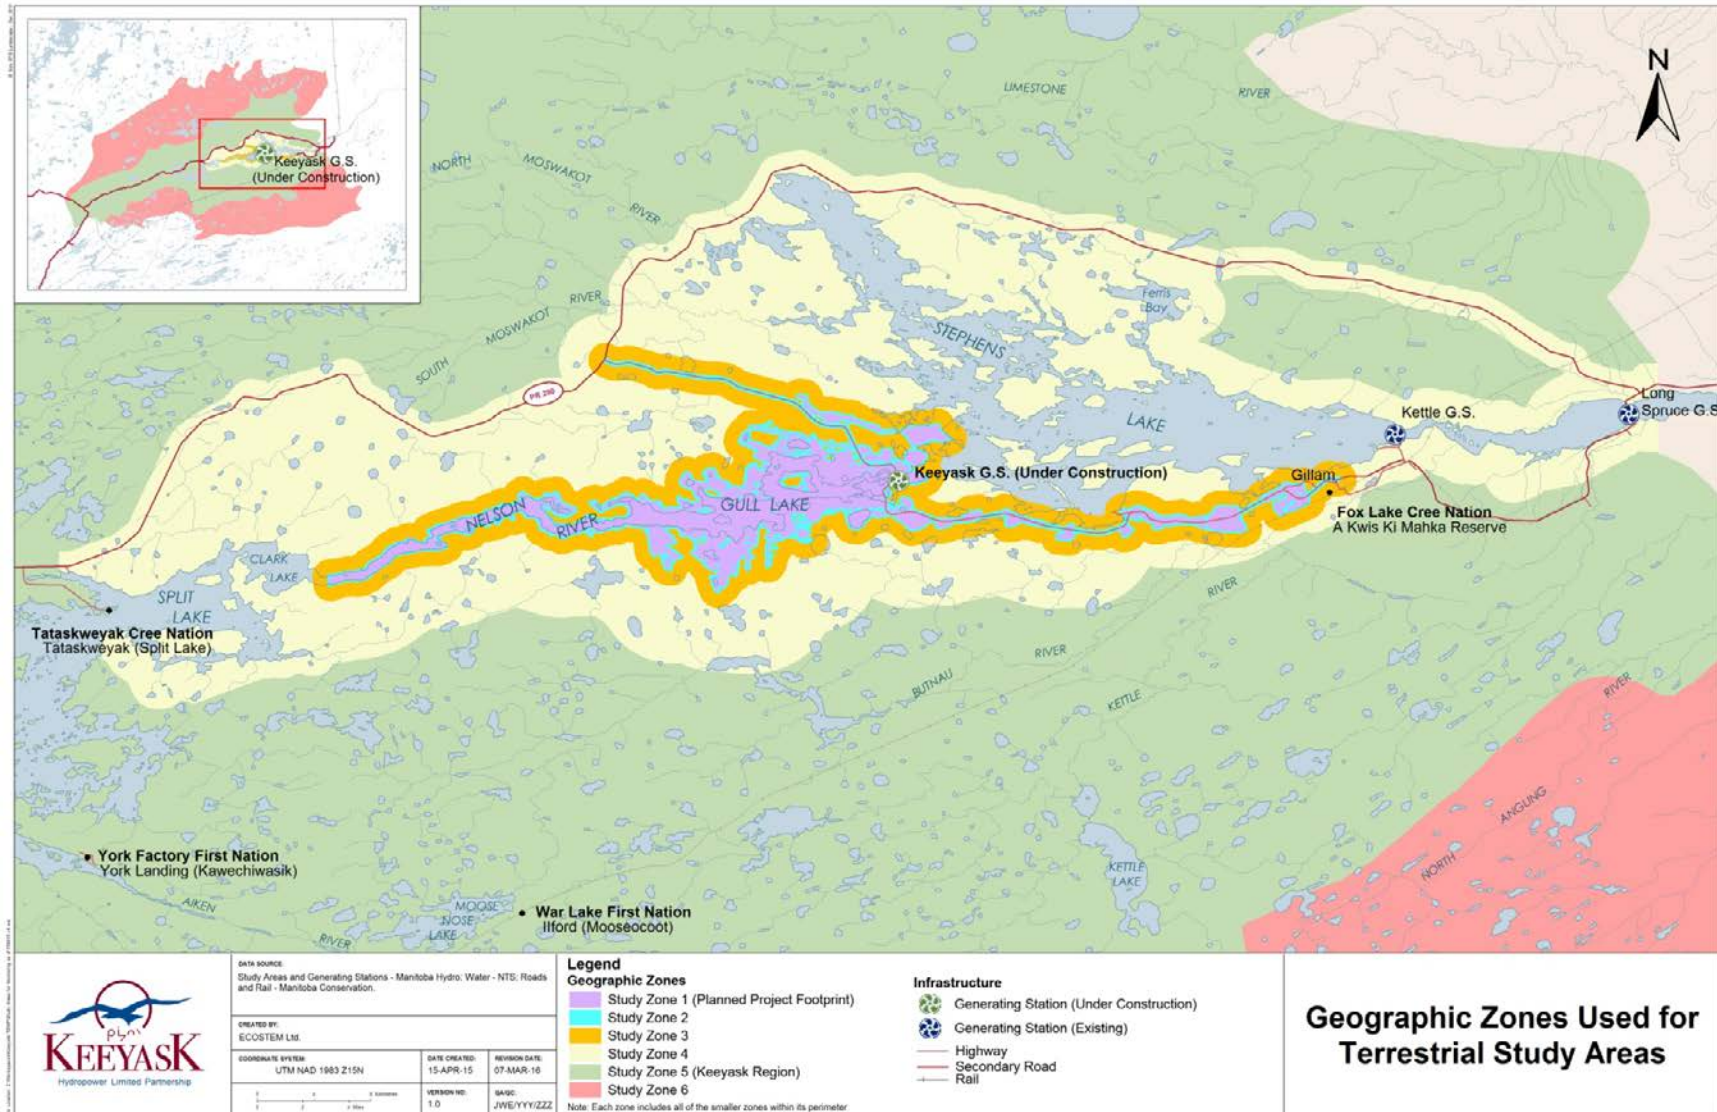 Keeyask G.S.
(Under Construction)
N
LIMESTONE
RIVER
NORTH
MOSWAKOT
RIVER
SOUTH
MOSWAKOT
RIVER
Ferris
Bay
STEPHENS
LAKE
PR 280
Long
Spruce G.S
Kettle G.S.
Keeyask G.S. (Under Construction)
Gillam
GULL LAKE
NELSON
RIVER
Fox Lake Cree Nation
A Kwis Ki Mahka Reserve
CLARK
LAKE
SPLIT
LAKE
Tataskweyak Cree Nation
Tataskweyak (Split Lake)
RIVER
RIVER
BUTNAU
KETTLE
RIVER
ANGLING
NORTH
KETTLE
LAKE
York Factory First Nation
York Landing (Kawechiwasik)
AIKEN
RIVER
MOOSE
NOSE
LAKE
War Lake First Nation
Ilford (Mooseocoot)
KEEYASK
Hydropower Limited Partnership
DATA SOURCE:
Study Areas and Generating Stations - Manitoba Hydro; Water - NTS; Roads
and Rail - Manitoba Conservation.
CREATED BY:
ECOSTEM Ltd.
COORDINATE SYSTEM:
UTM NAD 1983 Z15N
DATE CREATED:
15-APR-15
REVISION DATE:
07-MAR-16
VERSION NO:
1.0
QA/QC:
JWE/YYY/ZZZ
Legend
Geographic Zones
Study Zone 1 (Planned Project Footprint)
Study Zone 2
Study Zone 3
Study Zone 4
Study Zone 5 (Keeyask Region)
Study Zone 6
Note: Each zone includes all of the smaller zones within its perimeter
Infrastructure
Generating Station (Under Construction)
Generating Station (Existing)
Highway
Secondary Road
Rail
Geographic Zones Used for
Terrestrial Study Areas